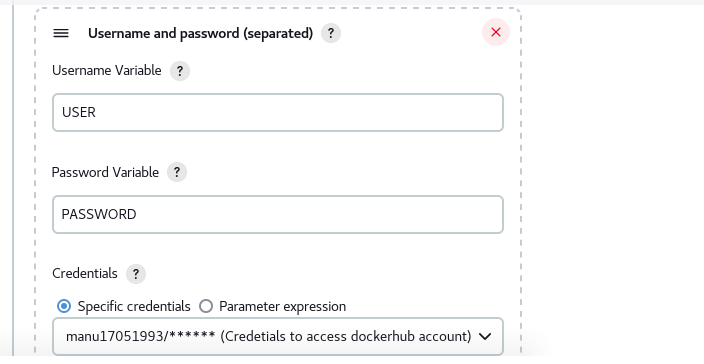 Username and password (separated) ?
Username Variable ?
USER
Password Variable ?
PASSWORD
Credentials ?
Specific credentials Parameter expression
manu17051993/****** (Credetials to access dockerhub account)